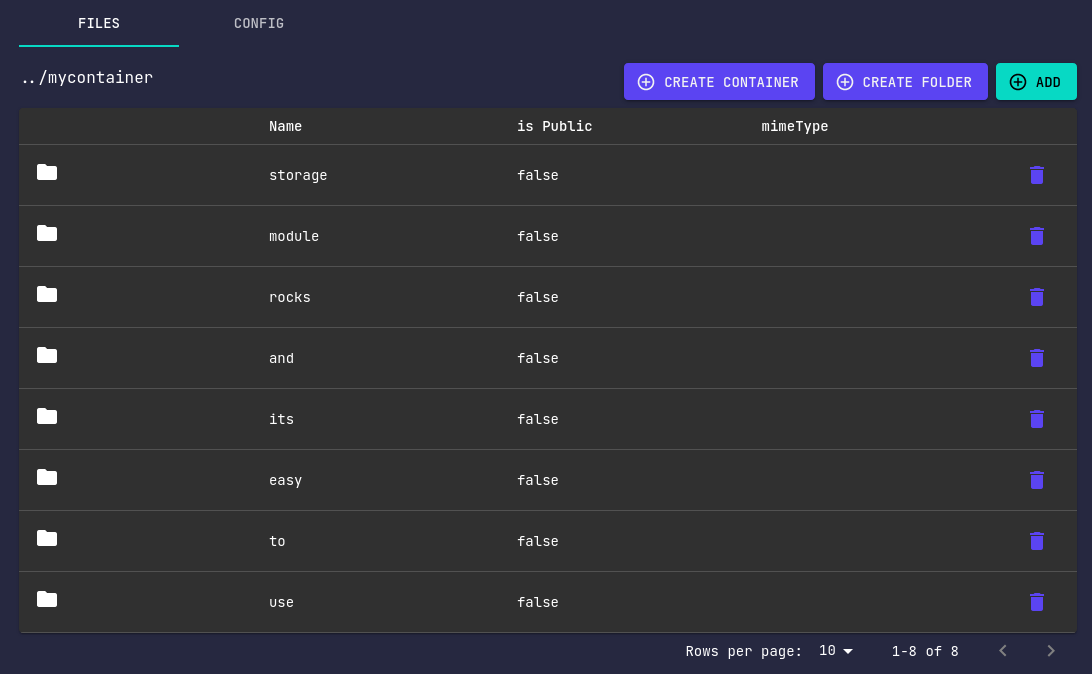 FILES CONFIG
../mycontainer CREATE CONTAINER CREATE FOLDER ADD
Name is Public mimeType
storage false
module false
rocks false
and false
its false
easy false
to false
use false
Rows per page: 10 1-8 of 8